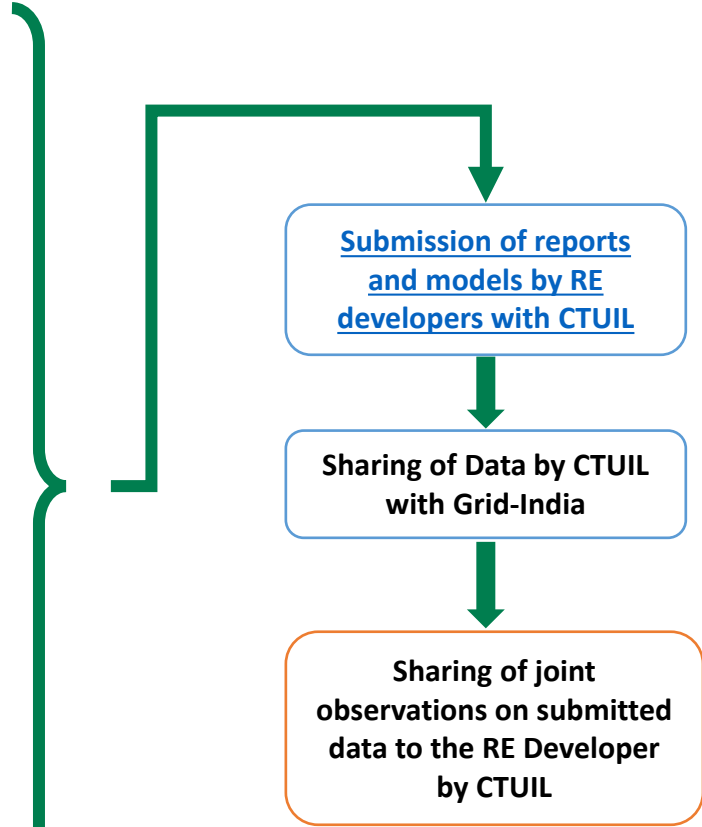 Submission of reports
and models by RE
developers with CTUIL
Sharing of Data by CTUIL
with Grid-India
Sharing of joint
observations on submitted
data to the RE Developer
by CTUIL